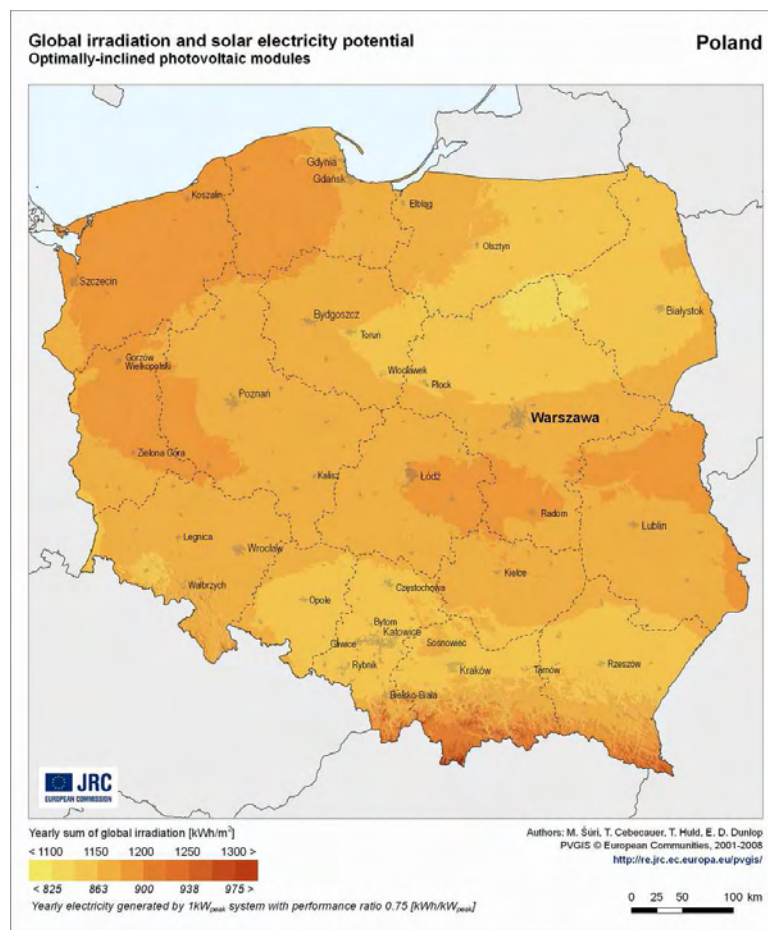 Global irradiation and solar electricity potential
Optimally-inclined photovoltaic modules
Poland
Gdynia
Gdańsk
Koszalin
Elbląg
Olsztyn
Szczecin
Białystok
Bydgoszcz
Toruń
Gorzów
Wielkopolski
Włocławek
Płock
Poznań
Warszawa
Zielona Góra
Kalisz
Łódź
Radom
Lublin
Legnica
Wrocław
Wałbrzych
Częstochowa
Kielce
Opole
Bytom
Katowice
Gliwice
Sosnowiec
Rybnik
Kraków
Tarnów
Rzeszów
Bielsko-Biała
JRC
EUROPEAN COMMISSION
Yearly sum of global irradiation [kWh/m²]
< 1100 1150 1200 1250 1300 >
< 825 863 900 938 975 >
Yearly electricity generated by 1kWpeak system with performance ratio 0.75 [kWh/kWpeak]
Authors: M. Šúri, T. Cebecauer, T. Huld, E. D. Dunlop
PVGIS © European Communities, 2001-2008
http://re.jrc.ec.europa.eu/pvgis/
0 25 50 100 km